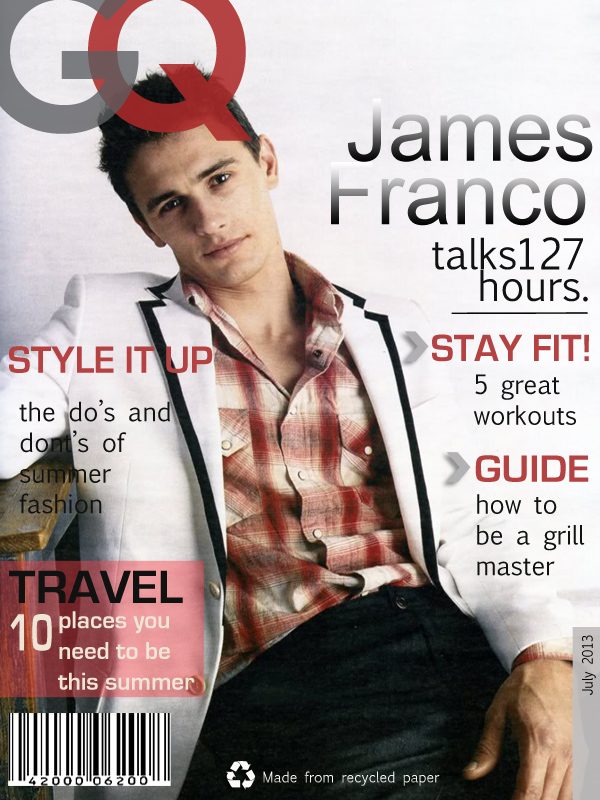 GQ
James
Franco
talks127
hours.
STYLE IT UP
the do's and
dont's of
summer
fashion
STAY FIT!
5 great
workouts
GUIDE
how to
be a grill
master
TRAVEL
10 places you
need to be
this summer
July 2013
42000 06200
Made from recycled paper